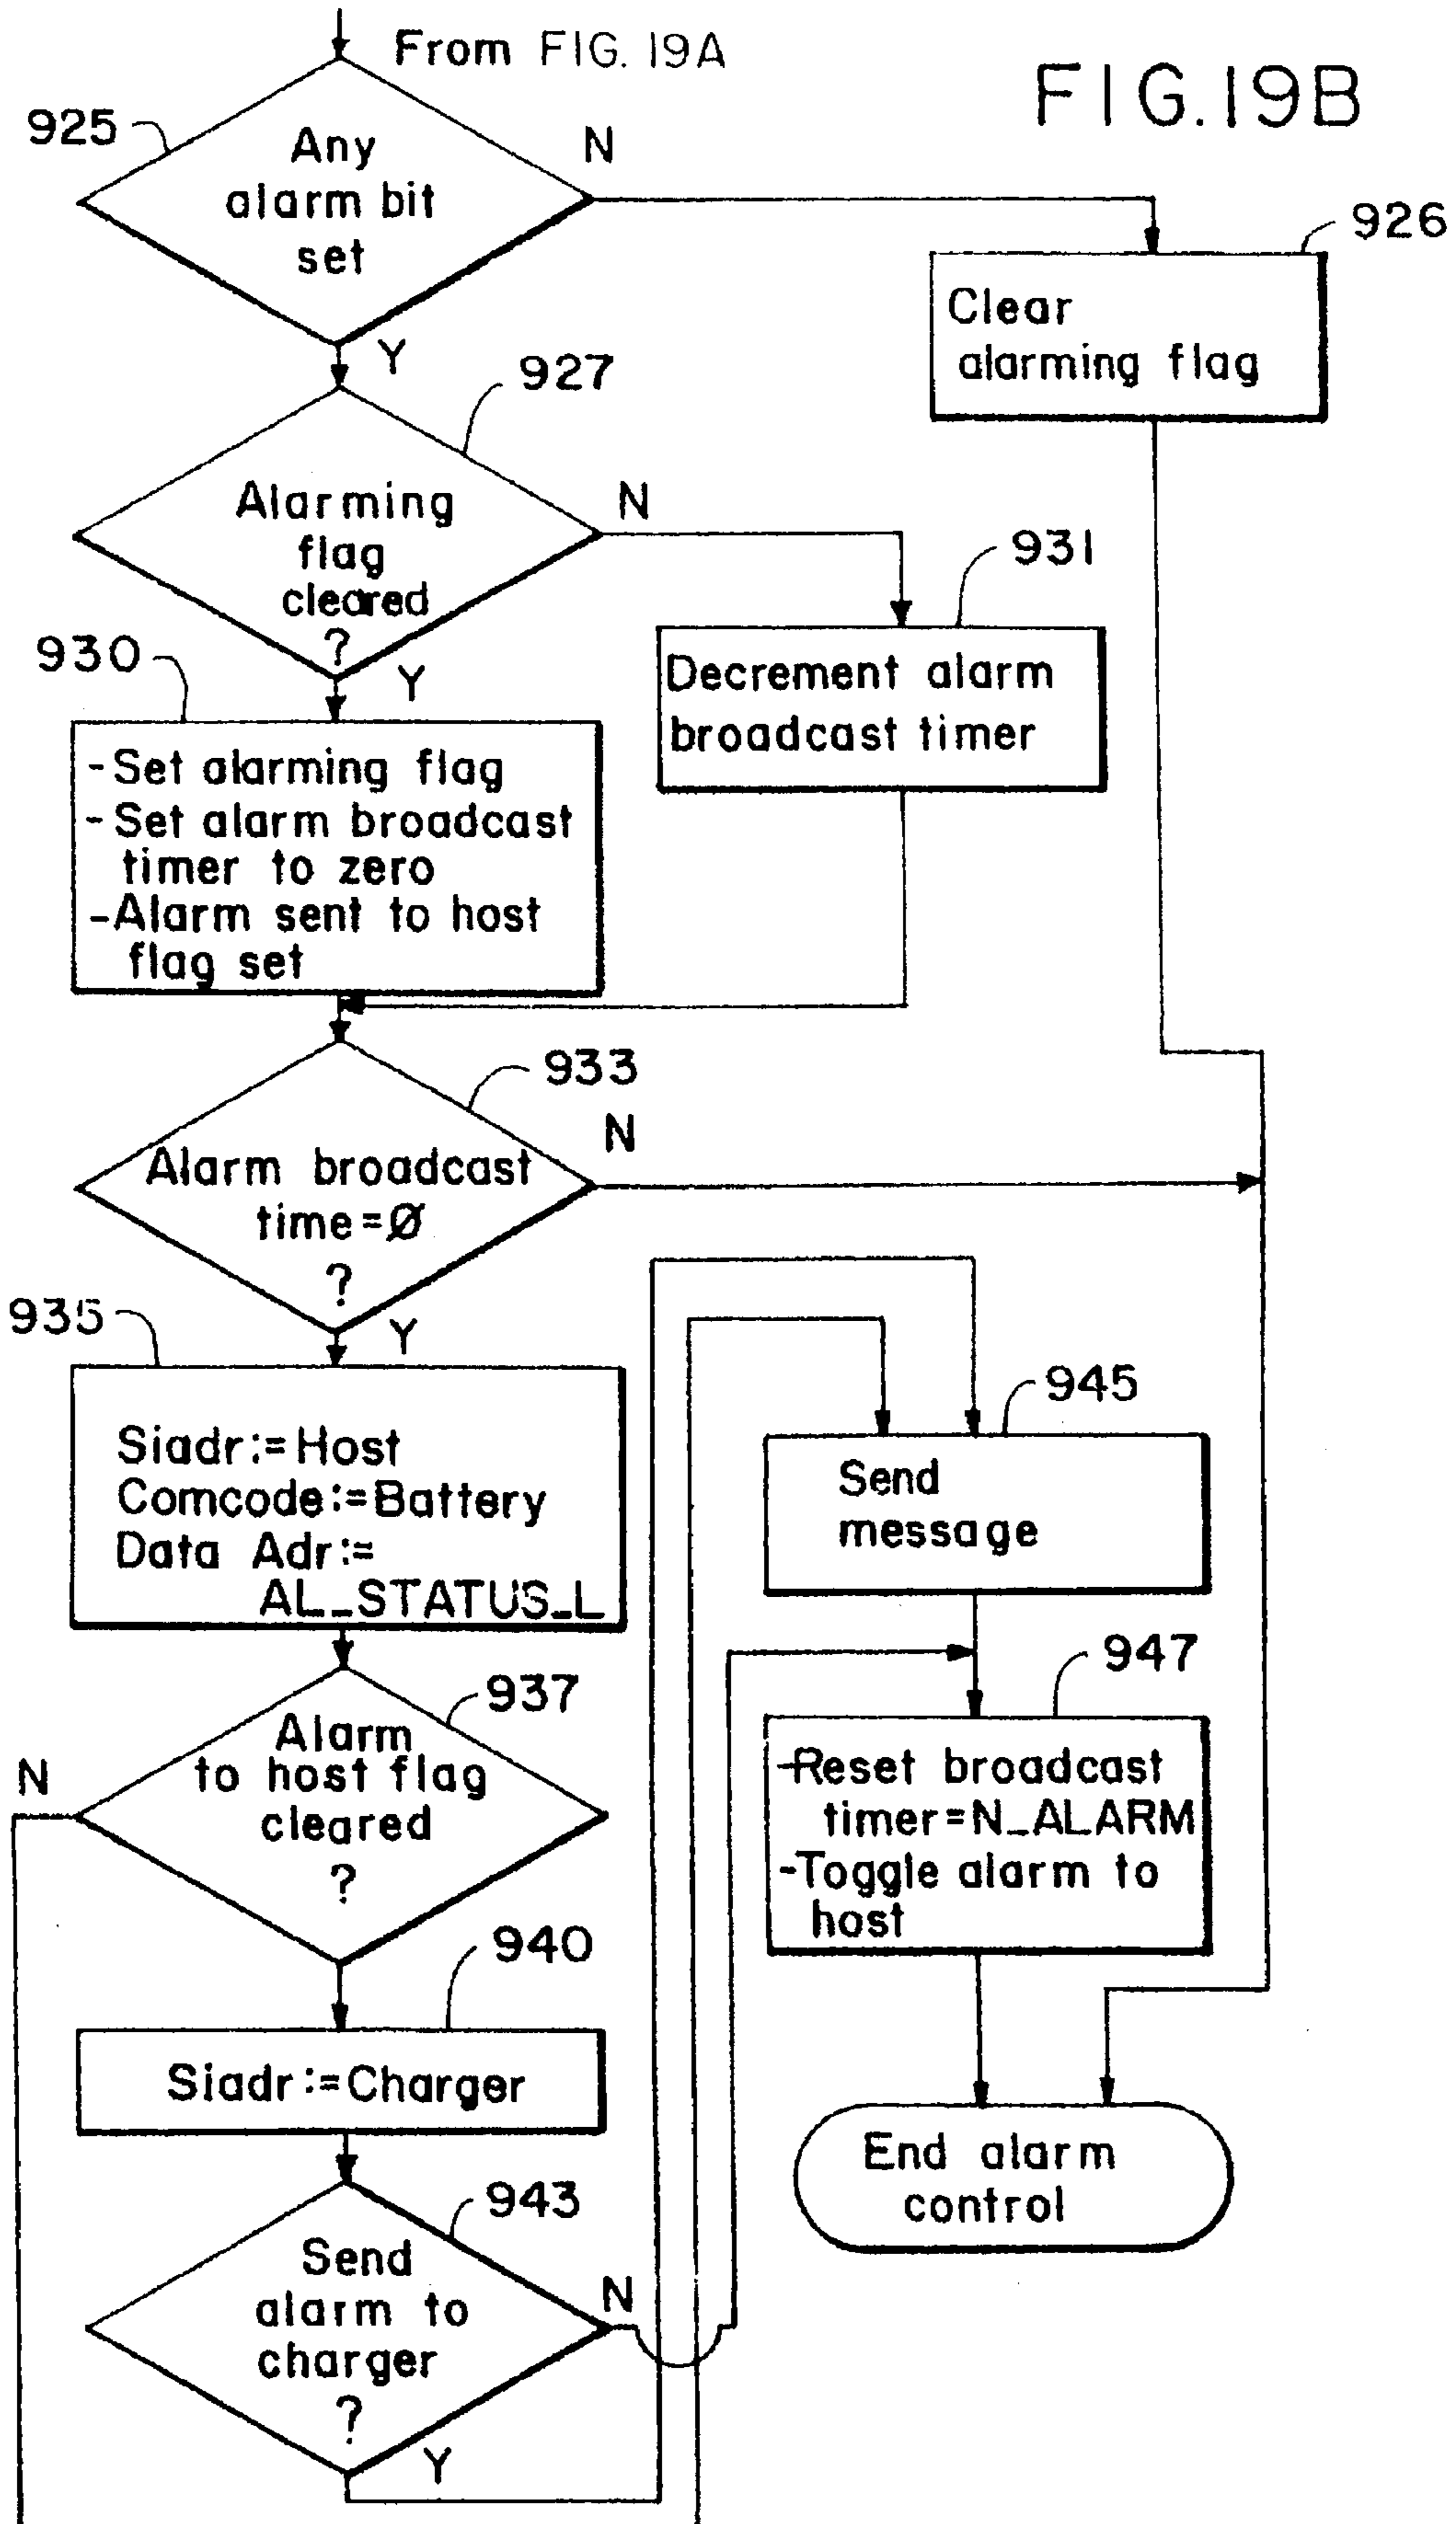 From FIG. 19A
FIG. 19B
925
Any
alarm bit
set
N
926
Clear
alarming flag
Y
927
Alarming
flag
cleared
?
N
931
Decrement alarm
broadcast timer
930
Y
-Set alarming flag
-Set alarm broadcast
timer to zero
-Alarm sent to host
flag set
933
Alarm broadcast
time=Ø
?
N
935
Y
Siadr:=Host
Comcode:=Battery
Data Adr:=
AL_STATUS_L
945
Send
message
937
Alarm
to host flag
cleared
?
N
947
-Reset broadcast
timer=N_ALARM
-Toggle alarm to
host
940
Siadr:=Charger
943
Send
alarm to
charger
?
N
Y
End alarm
control